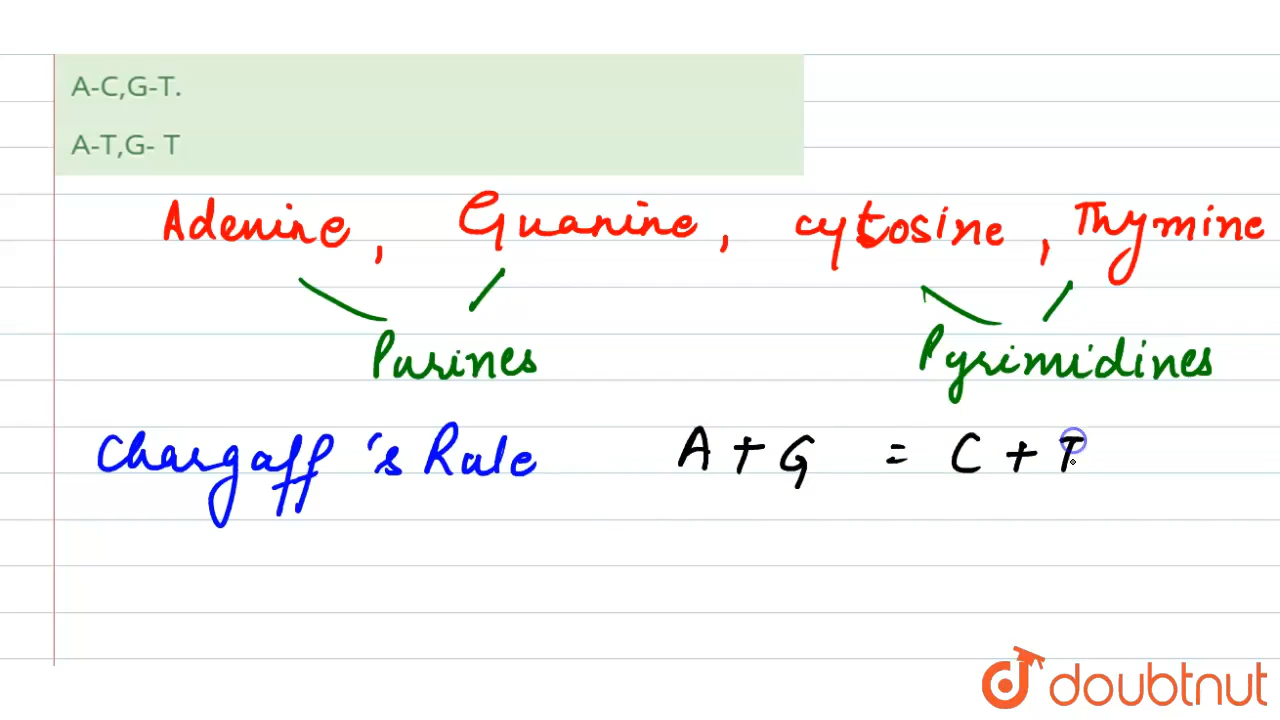 A-C,G-T.
A-T,G- T
Adenine, Guanine, cytosine, Thymine
Purines Pyrimidines
Chargaff's Rule A + G = C + T
doubtnut